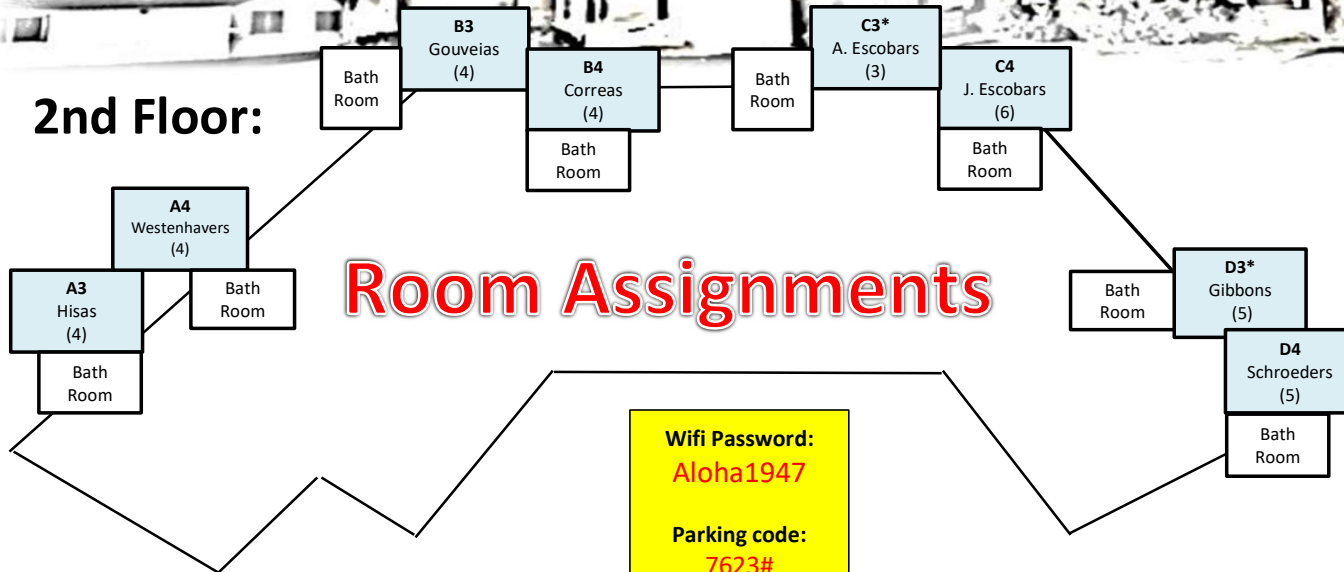 2nd Floor:
Bath
Room
B3
Gouveias
(4)
B4
Correas
(4)
Bath
Room
Bath
Room
C3*
A. Escobars
(3)
C4
J. Escobars
(6)
Bath
Room
A4
Westenhavers
(4)
A3
Hisas
(4)
Bath
Room
Bath
Room
Room Assignments
Bath
Room
D3*
Gibbons
(5)
D4
Schroeders
(5)
Bath
Room
Wifi Password:
Aloha1947
Parking code:
7623#